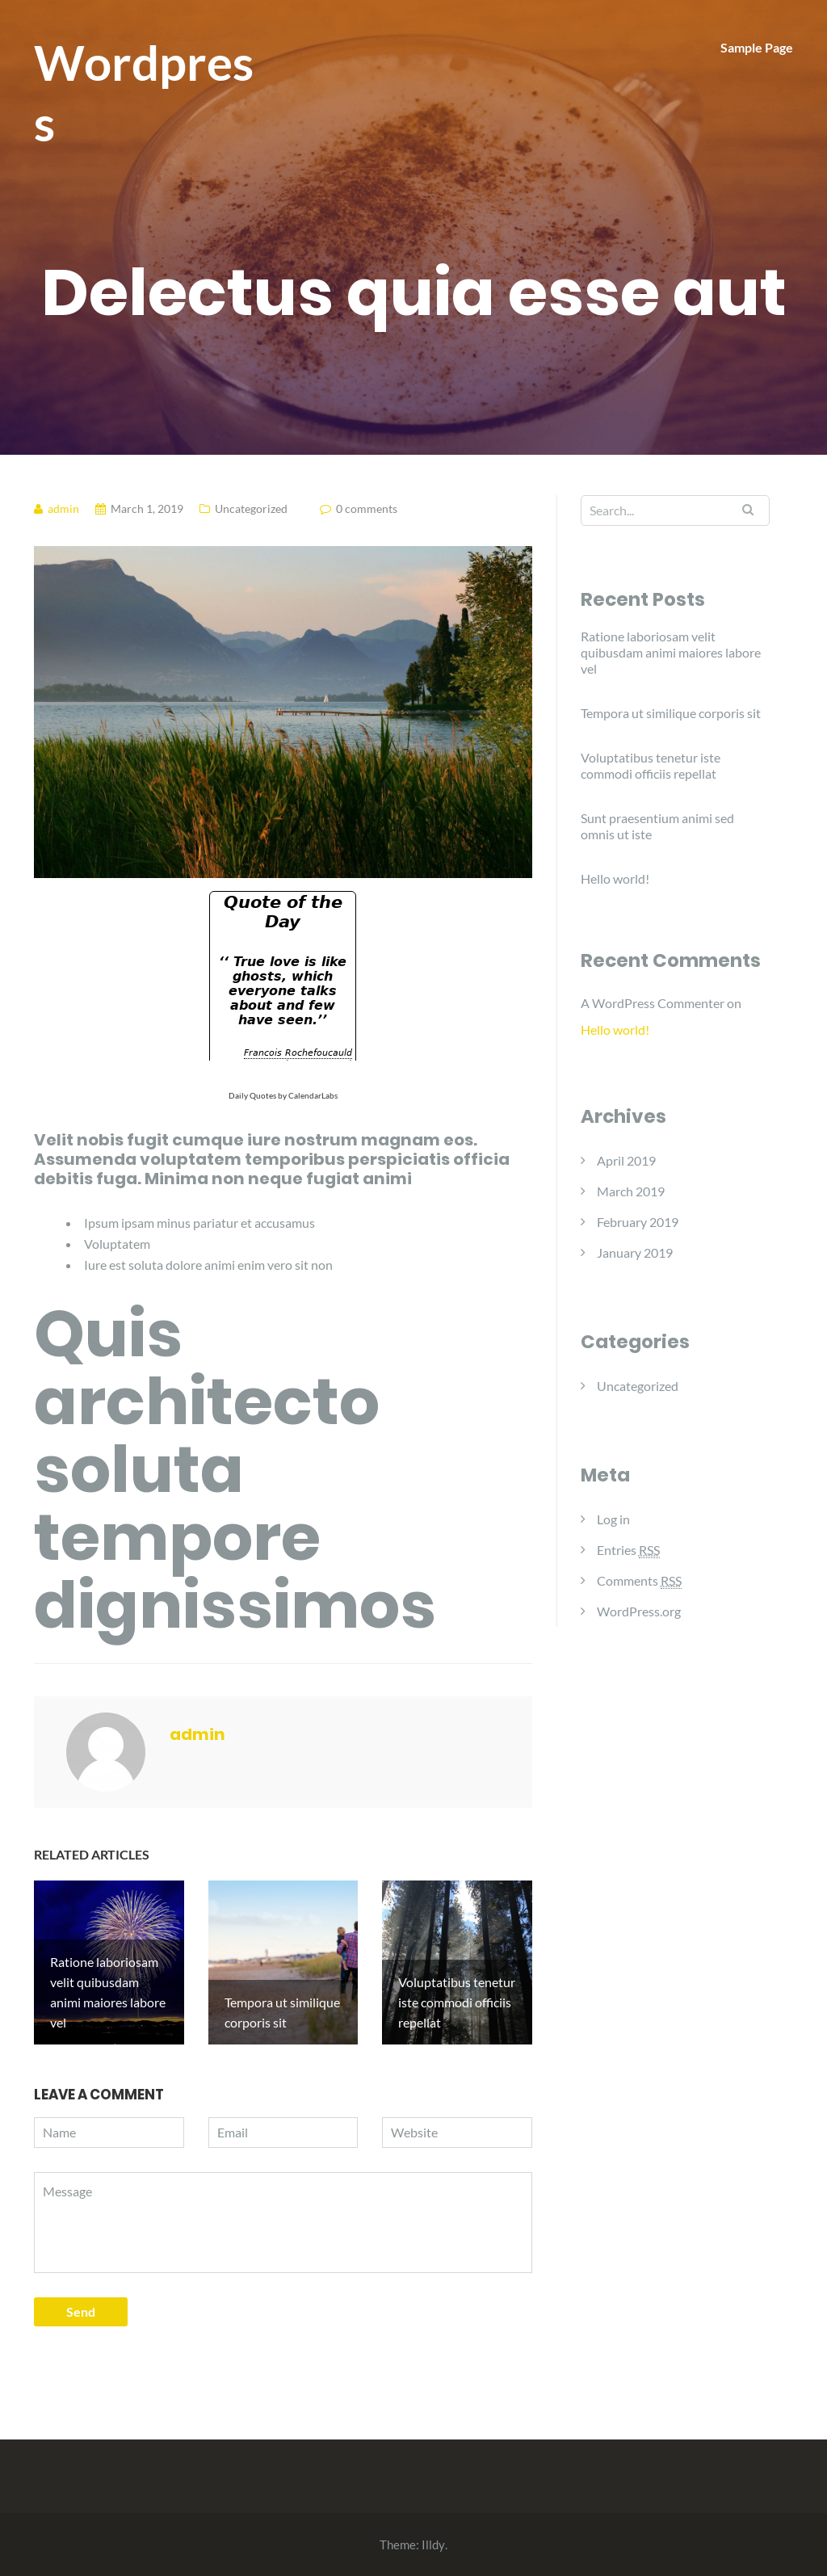 Wordpres
s
Sample Page
Delectus quia esse aut
admin March 1, 2019 Uncategorized 0 comments
Quote of the
Day
‘‘ True love is like
ghosts, which
everyone talks
about and few
have seen.’’
Francois Rochefoucauld
Daily Quotes by CalendarLabs
Velit nobis fugit cumque iure nostrum magnam eos.
Assumenda voluptatem temporibus perspiciatis officia
debitis fuga. Minima non neque fugiat animi
• Ipsum ipsam minus pariatur et accusamus
• Voluptatem
• Iure est soluta dolore animi enim vero sit non
Quis
architecto
soluta
tempore
dignissimos
admin
RELATED ARTICLES
Ratione laboriosam
velit quibusdam
animi maiores labore
vel
Tempora ut similique
corporis sit
Voluptatibus tenetur
iste commodi officiis
repellat
LEAVE A COMMENT
Name
Email
Website
Message
Send
Search...
Recent Posts
Ratione laboriosam velit
quibusdam animi maiores labore
vel
Tempora ut similique corporis sit
Voluptatibus tenetur iste
commodi officiis repellat
Sunt praesentium animi sed
omnis ut iste
Hello world!
Recent Comments
A WordPress Commenter on
Hello world!
Archives
April 2019
March 2019
February 2019
January 2019
Categories
Uncategorized
Meta
Log in
Entries RSS
Comments RSS
WordPress.org
Theme: Illdy.